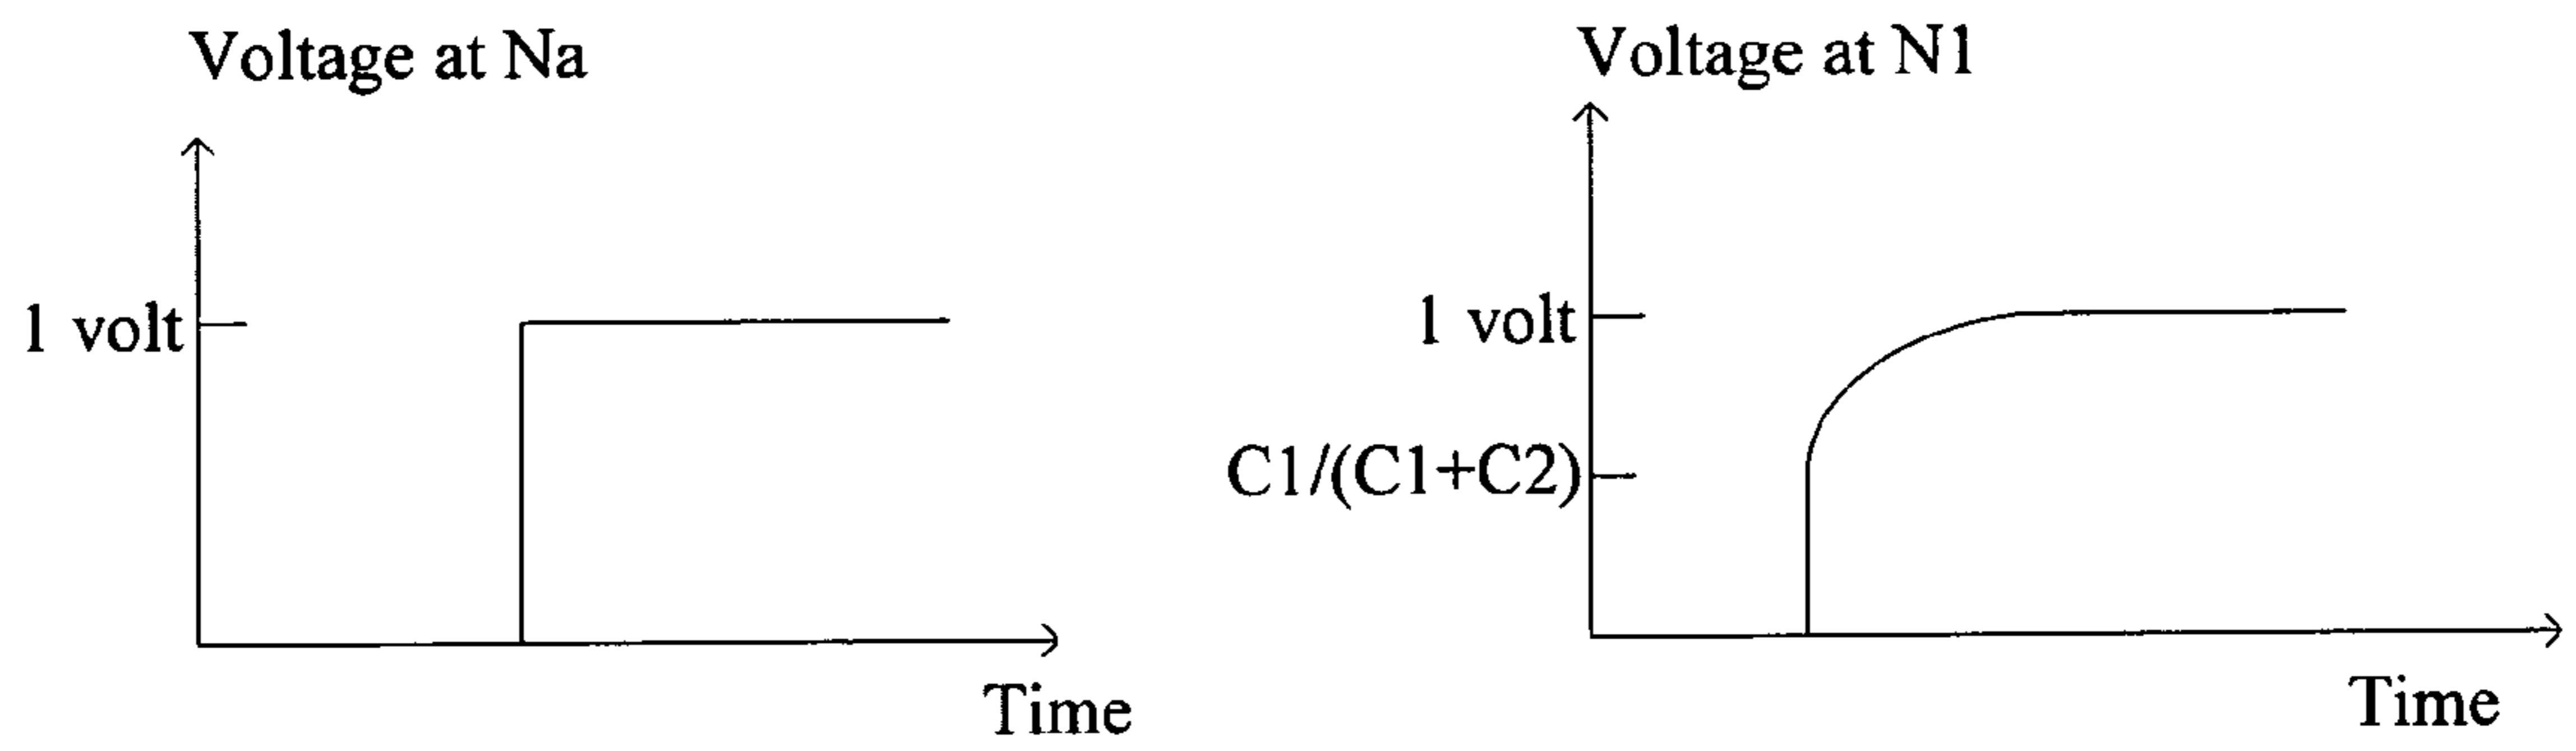 Voltage at Na
1 volt
Time
Voltage at N1
1 volt
C1/(C1+C2)
Time